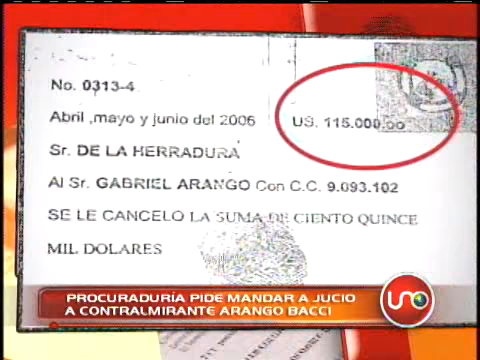 No. 0313-4
Abril ,mayo y junio del 2006 US. 115.000.oo
Sr. DE LA HERRADURA
Al Sr. GABRIEL ARANGO Con C.C. 9.093.102
SE LE CANCELO LA SUMA DE CIENTO QUINCE
MIL DOLARES
PROCURADURÍA PIDE MANDAR A JUCIO
A CONTRALMIRANTE ARANGO BACCI
UNO